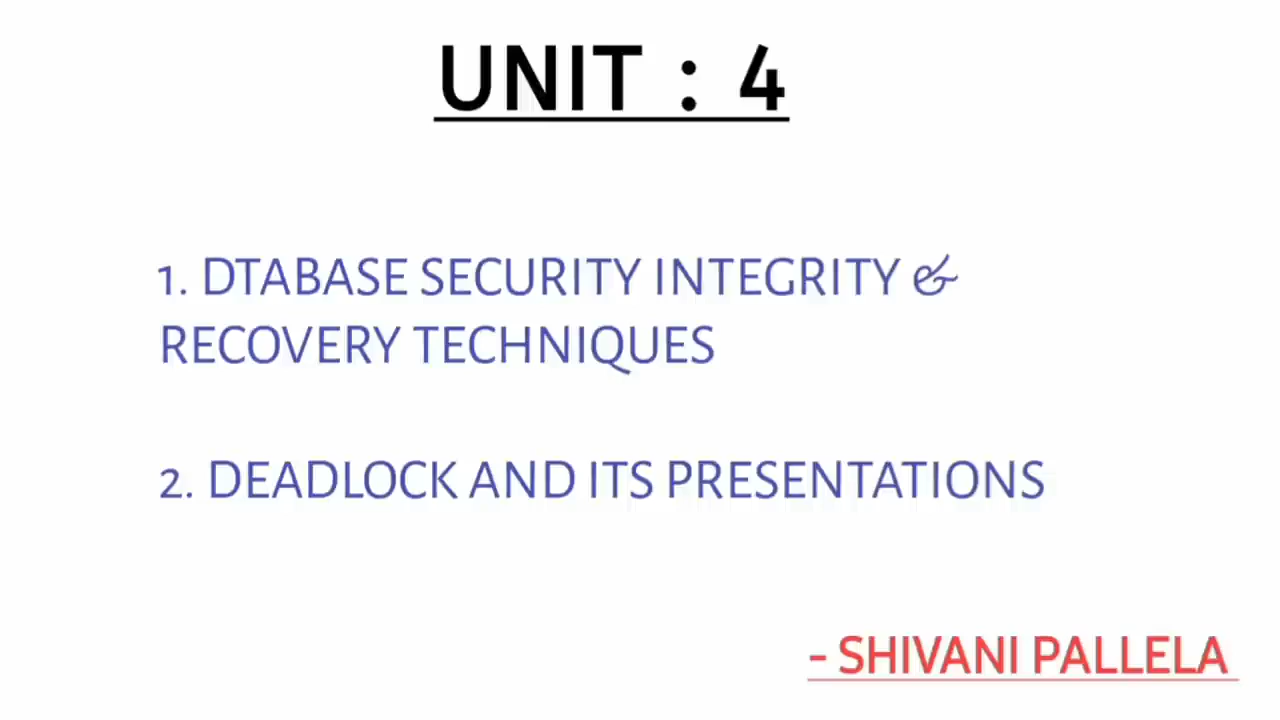 UNIT : 4
1. DTABASE SECURITY INTEGRITY &
RECOVERY TECHNIQUES
2. DEADLOCK AND ITS PRESENTATIONS
- SHIVANI PALLELA